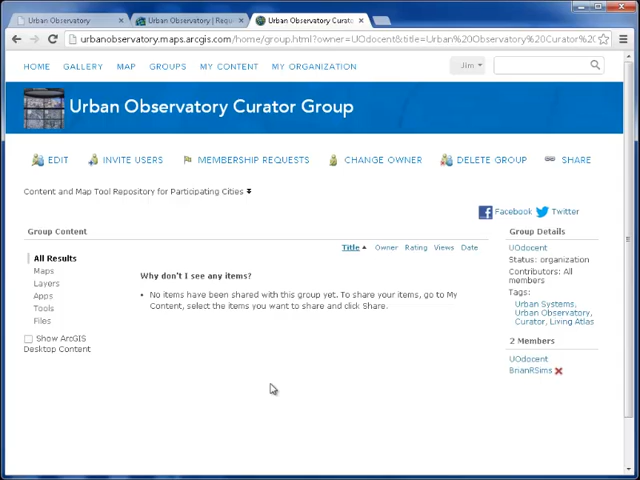 Urban Observatory
Urban Observatory | Regio
Urban Observatory Curato
urbanobservatory.maps.arcgis.com/home/group.html?owner=UOdocent&title=Urban%20Observatory%20Curator%20G
HOME GALLERY MAP GROUPS MY CONTENT MY ORGANIZATION Jim
Urban Observatory Curator Group
EDIT INVITE USERS MEMBERSHIP REQUESTS CHANGE OWNER DELETE GROUP SHARE
Content and Map Tool Repository for Participating Cities
Facebook Twitter
Group Content
Title Owner Rating Views Date
All Results
Maps
Layers
Apps
Tools
Files
Show ArcGIS
Desktop Content
Why don't I see any items?
• No items have been shared with this group yet. To share your items, go to My
Content, select the items you want to share and click Share.
Group Details
UOdocent
Status: organization
Contributors: All
members
Tags:
Urban Systems,
Urban Observatory,
Curator, Living Atlas
2 Members
UOdocent
BrianRSims